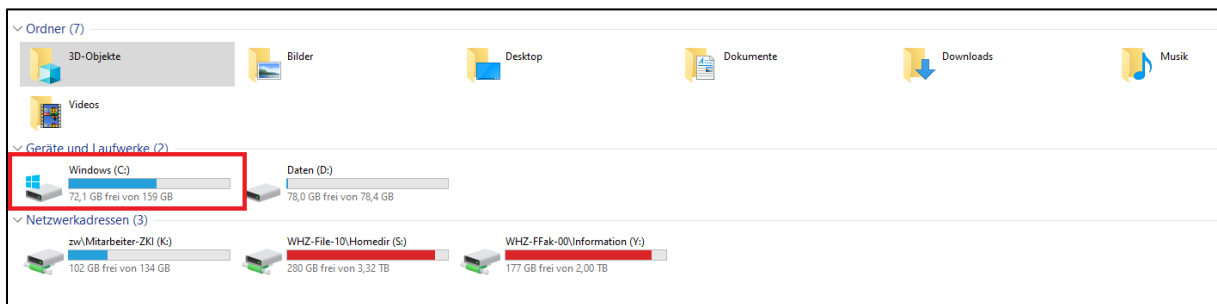 Ordner (7)
3D-Objekte
Bilder
Desktop
Dokumente
Downloads
Musik
Videos
Geräte und Laufwerke (2)
Windows (C:)
72,1 GB frei von 159 GB
Daten (D:)
78,0 GB frei von 78,4 GB
Netzwerkadressen (3)
zw\Mitarbeiter-ZKI (K:)
102 GB frei von 134 GB
WHZ-File-10\Homedir (S:)
280 GB frei von 3,32 TB
WHZ-FFak-00\Information (Y:)
177 GB frei von 2,00 TB